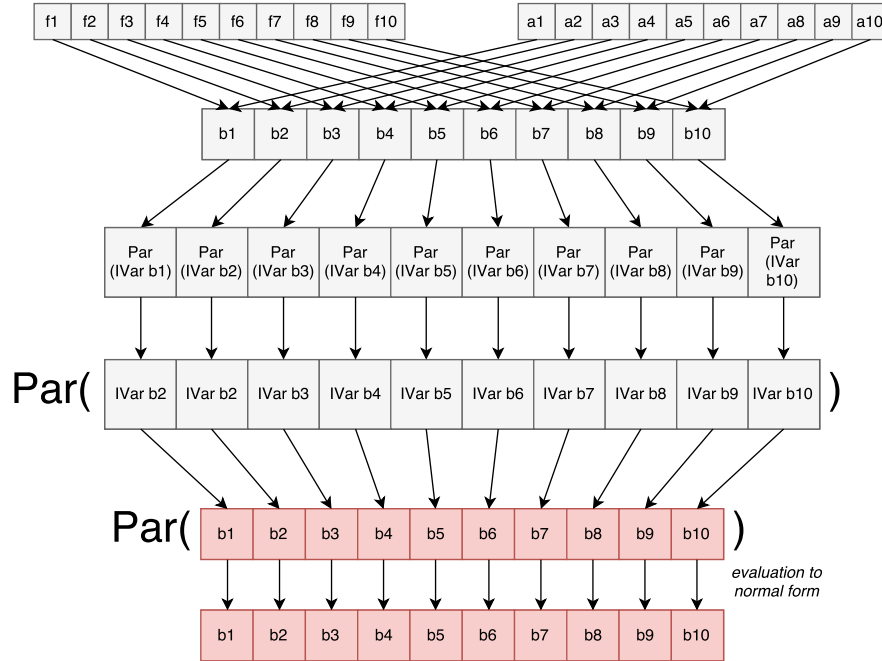 f1 f2 f3 f4 f5 f6 f7 f8 f9 f10 a1 a2 a3 a4 a5 a6 a7 a8 a9 a10
b1 b2 b3 b4 b5 b6 b7 b8 b9 b10
Par Par Par Par Par Par Par Par Par Par
(IVar b1) (IVar b2) (IVar b3) (IVar b4) (IVar b5) (IVar b6) (IVar b7) (IVar b8) (IVar b9) (IVar
b10)
Par( IVar b2 IVar b2 IVar b3 IVar b4 IVar b5 IVar b6 IVar b7 IVar b8 IVar b9 IVar b10 )
Par( b1 b2 b3 b4 b5 b6 b7 b8 b9 b10 )
evaluation to
normal form
b1 b2 b3 b4 b5 b6 b7 b8 b9 b10